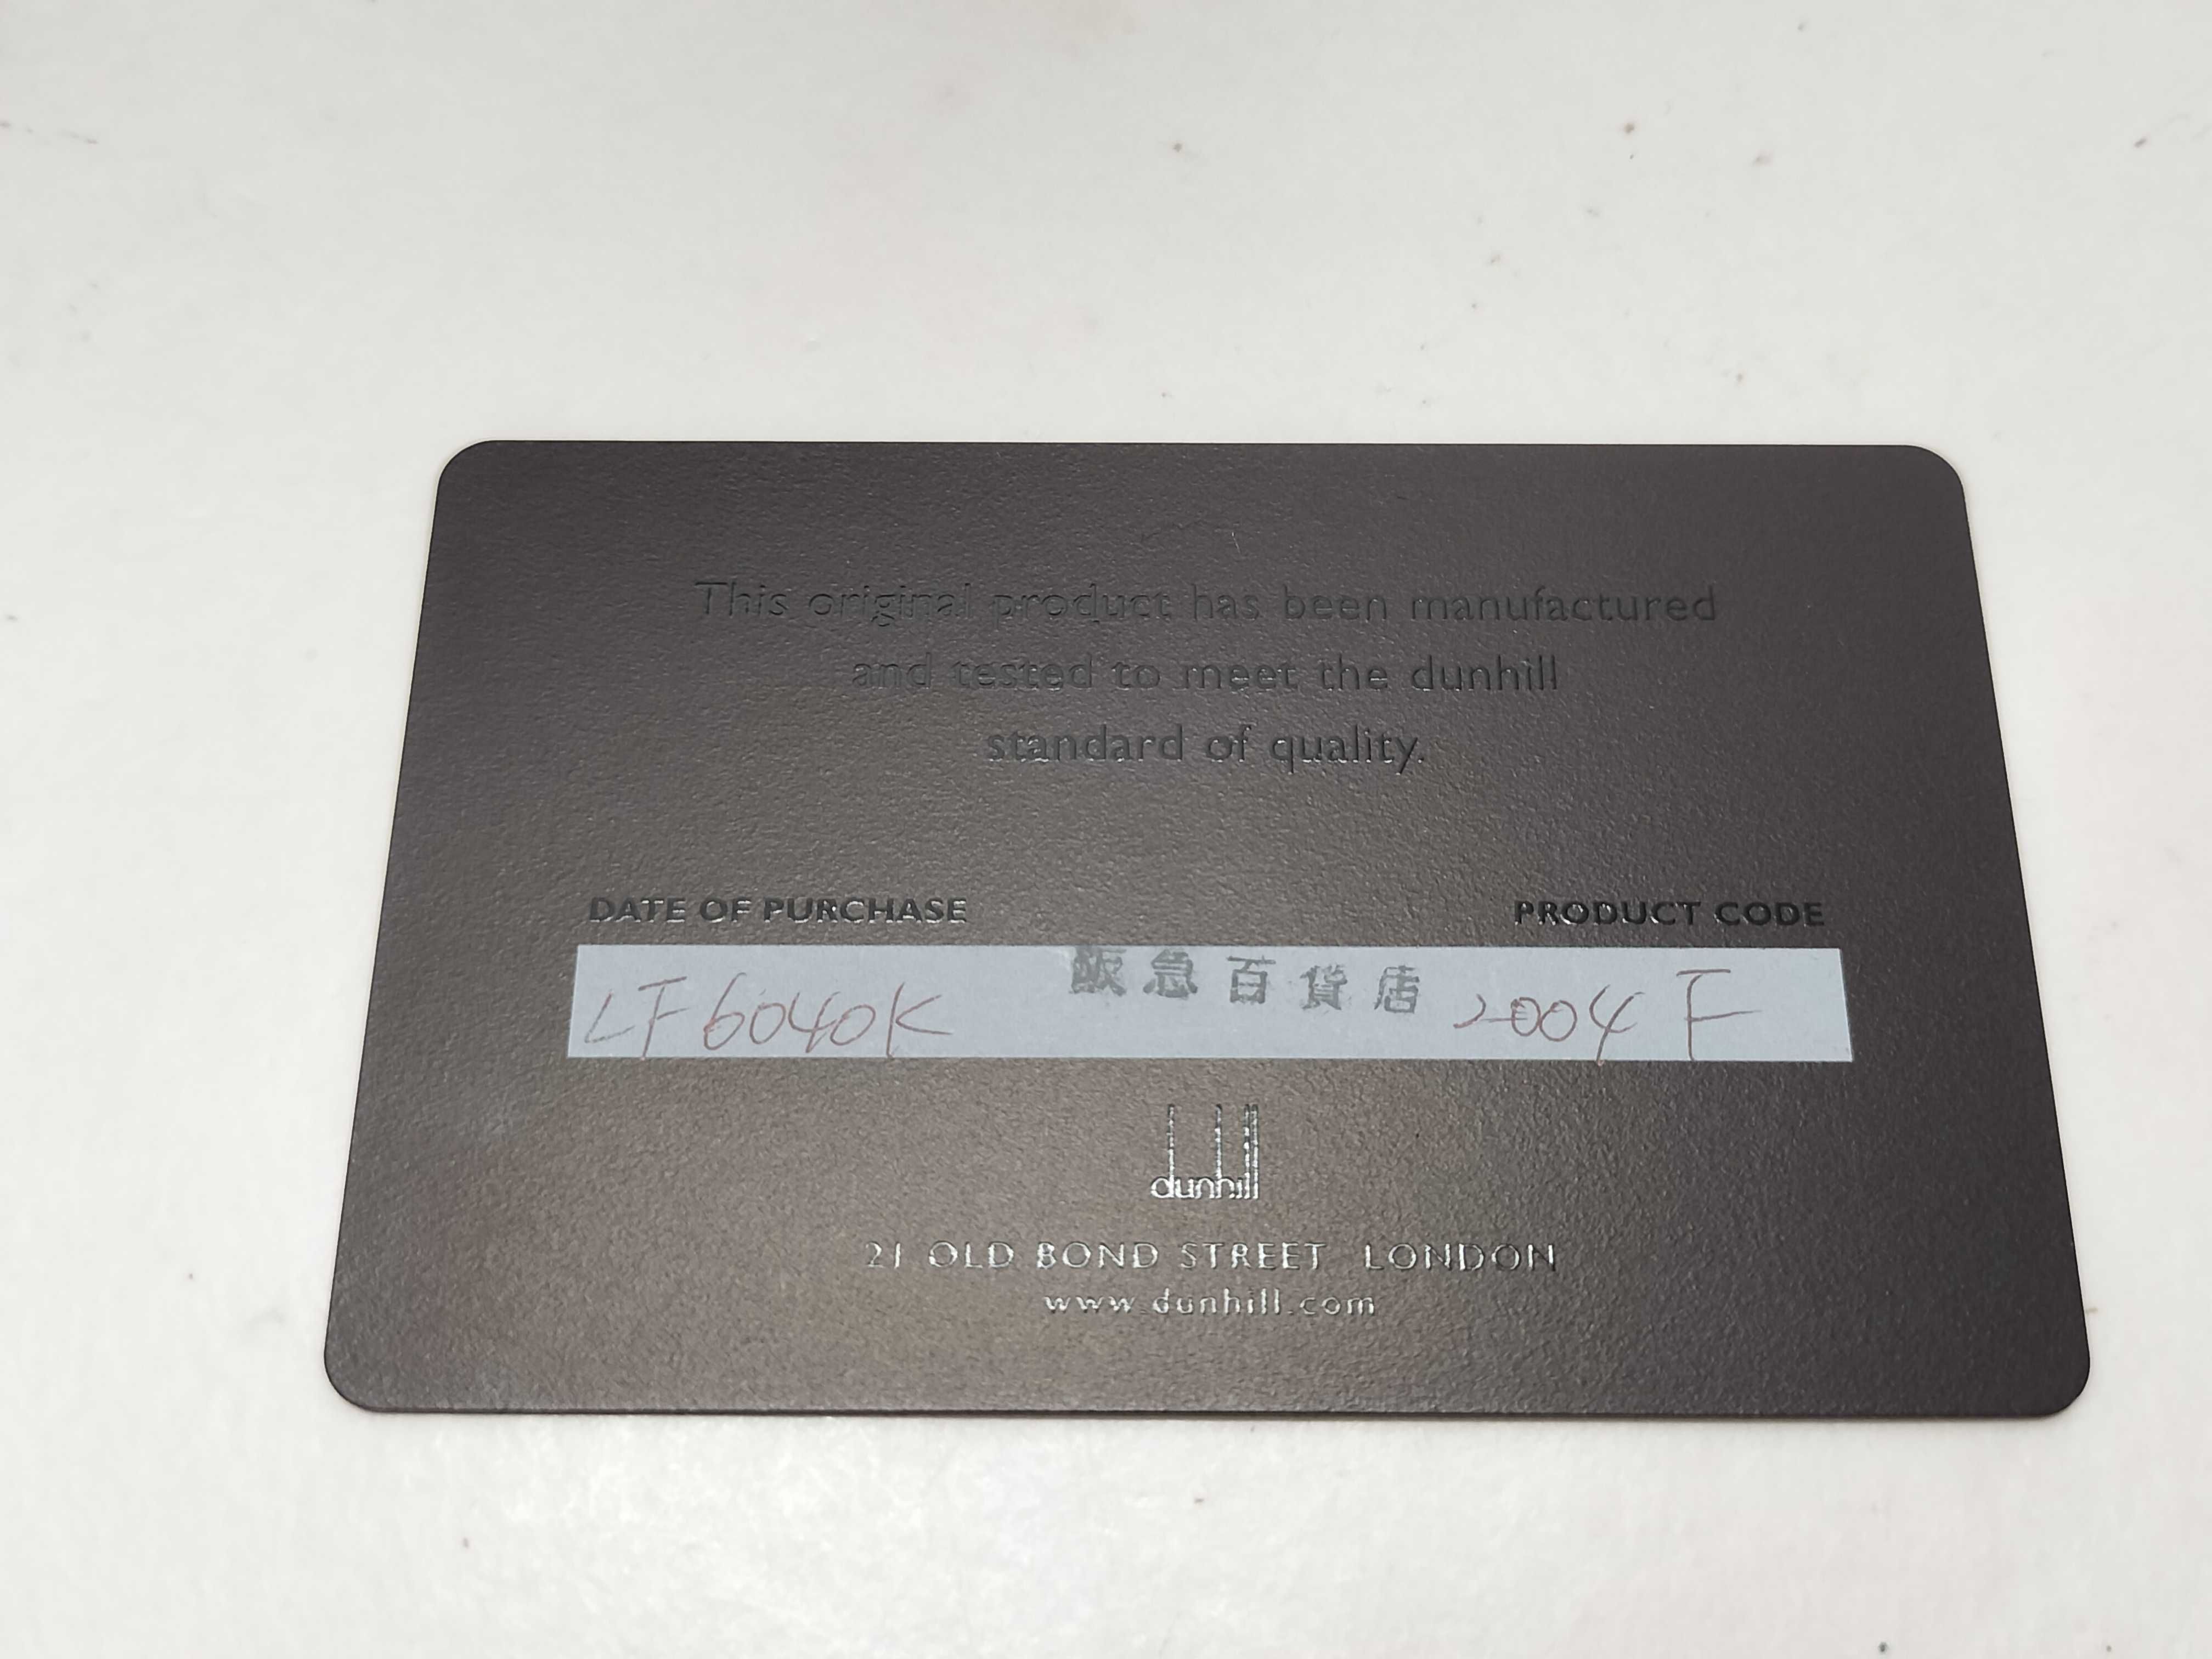 This original product has been manufactured
and tested to meet the dunhill
standard of quality.
DATE OF PURCHASE PRODUCT CODE
LF6040K 阪急百貨店 2004 F
dunhill
21 OLD BOND STREET LONDON
www.dunhill.com